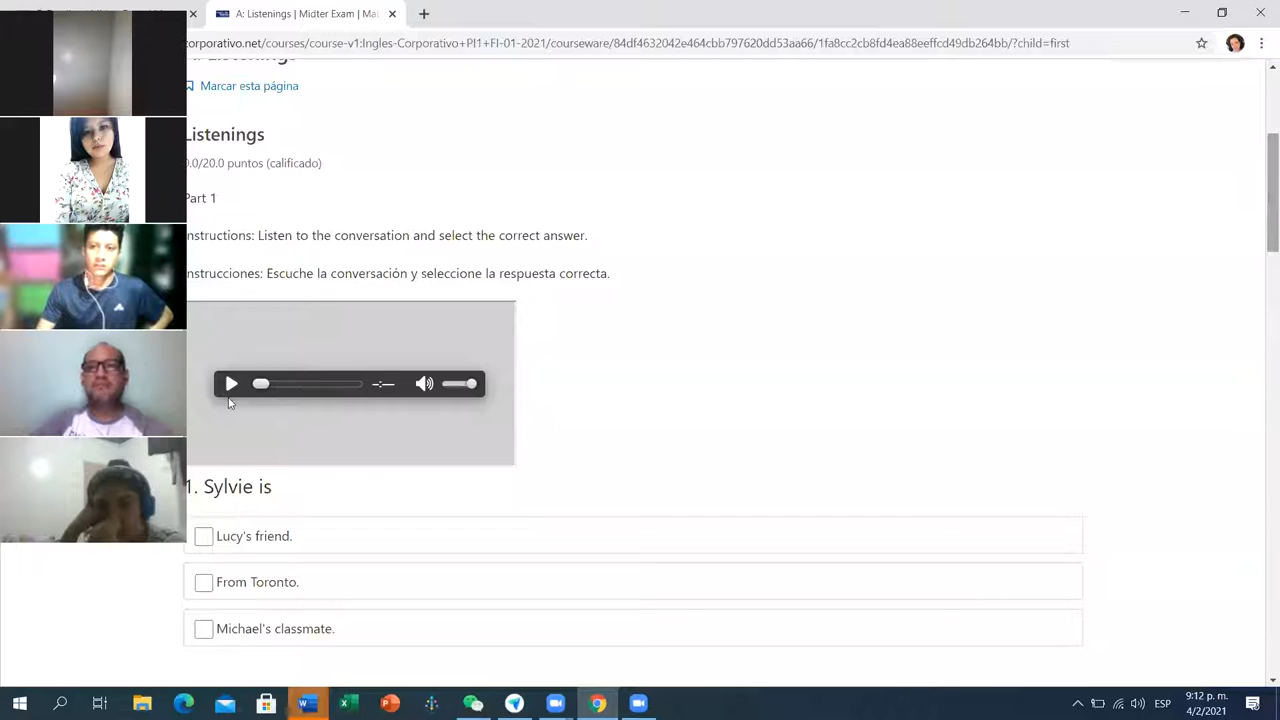 A: Listenings | Midter Exam | Ma
corporativo.net/courses/course-v1:Ingles-Corporativo+PI1+FI-01-2021/courseware/84df4632042e464cbb797620dd53aa66/1fa8cc2cb8fd4ea88eeffcd49db264bb/?child=first
Marcar esta página
Listenings
0.0/20.0 puntos (calificado)
Part 1
nstructions: Listen to the conversation and select the correct answer.
nstrucciones: Escuche la conversación y seleccione la respuesta correcta.
-:--
1. Sylvie is
Lucy's friend.
From Toronto.
Michael's classmate.
9:12 p. m.
ESP
4/2/2021